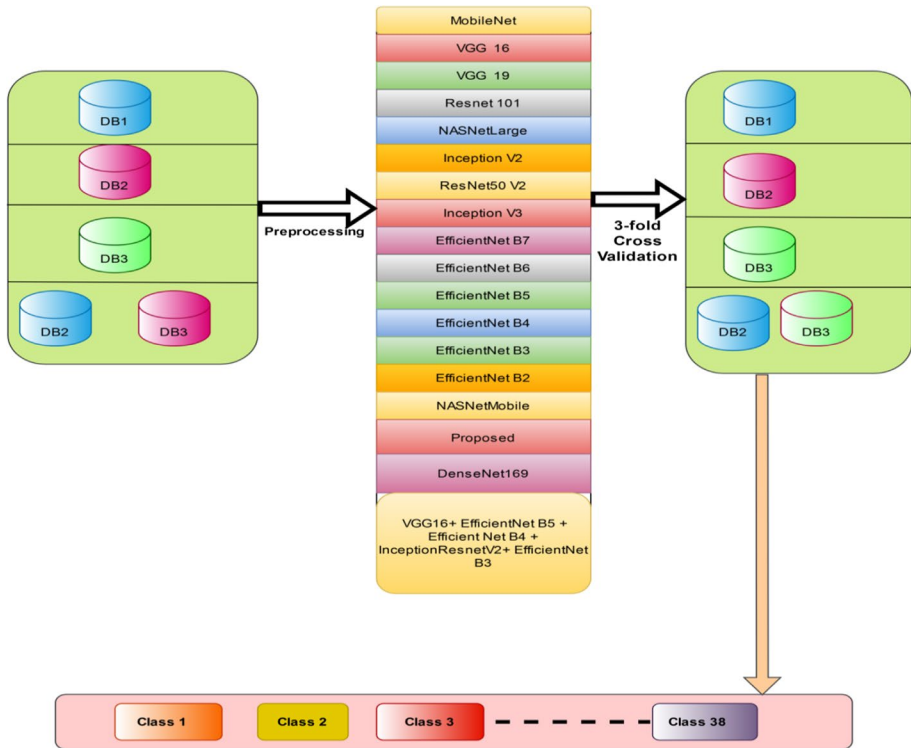 MobileNet
VGG 16
VGG 19
Resnet 101
NASNetLarge
Inception V2
ResNet50 V2
Inception V3
EfficientNet B7
EfficientNet B6
EfficientNet B5
EfficientNet B4
EfficientNet B3
EfficientNet B2
NASNetMobile
Proposed
DenseNet169
VGG16+ EfficientNet B5 +
Efficient Net B4 +
InceptionResnetV2+ EfficientNet
B3
DB1
DB2
DB3
DB2
DB3
Preprocessing
3-fold
Cross
Validation
DB1
DB2
DB3
DB2
DB3
Class 1
Class 2
Class 3
Class 38